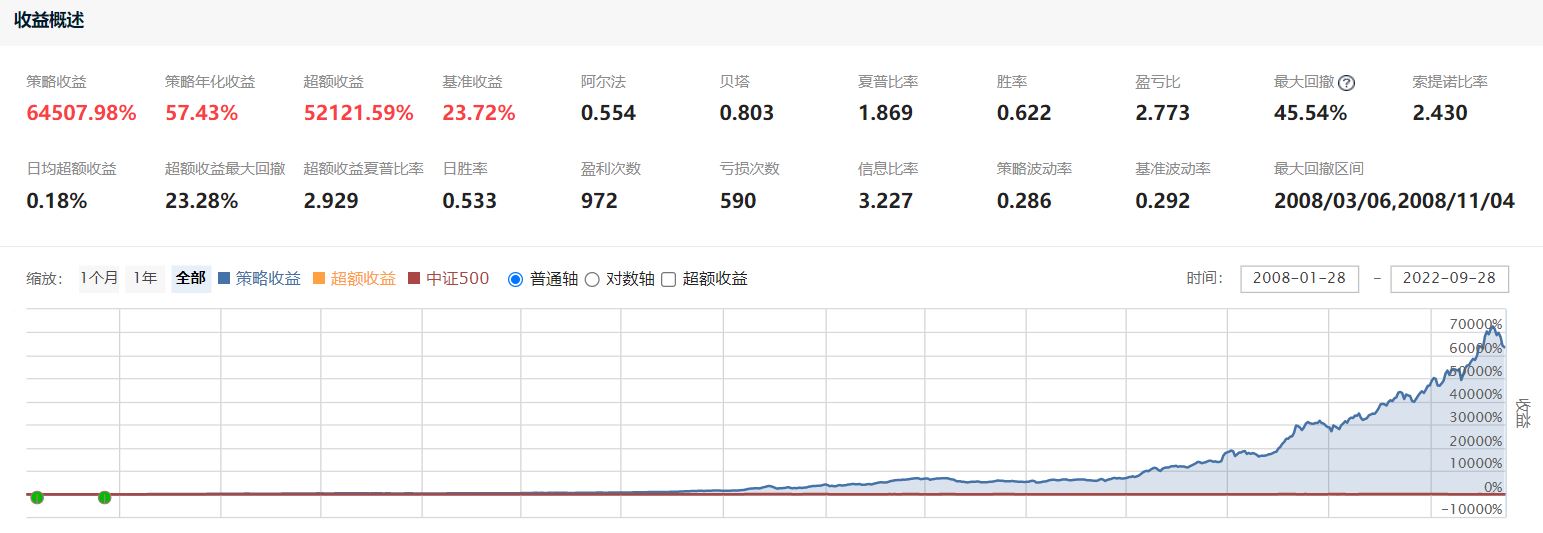 收益概述
策略收益 策略年化收益 超额收益 基准收益 阿尔法 贝塔 夏普比率 胜率 盈亏比 最大回撤 ? 索提诺比率
64507.98% 57.43% 52121.59% 23.72% 0.554 0.803 1.869 0.622 2.773 45.54% 2.430
日均超额收益 超额收益最大回撤 超额收益夏普比率 日胜率 盈利次数 亏损次数 信息比率 策略波动率 基准波动率 最大回撤区间
0.18% 23.28% 2.929 0.533 972 590 3.227 0.286 0.292 2008/03/06,2008/11/04
缩放: 1个月 1年 全部 策略收益 超额收益 中证500 普通轴 对数轴 超额收益 时间: 2008-01-28 - 2022-09-28
70000%
60000%
50000%
40000%
30000%
20000%
10000%
0%
-10000%
收益